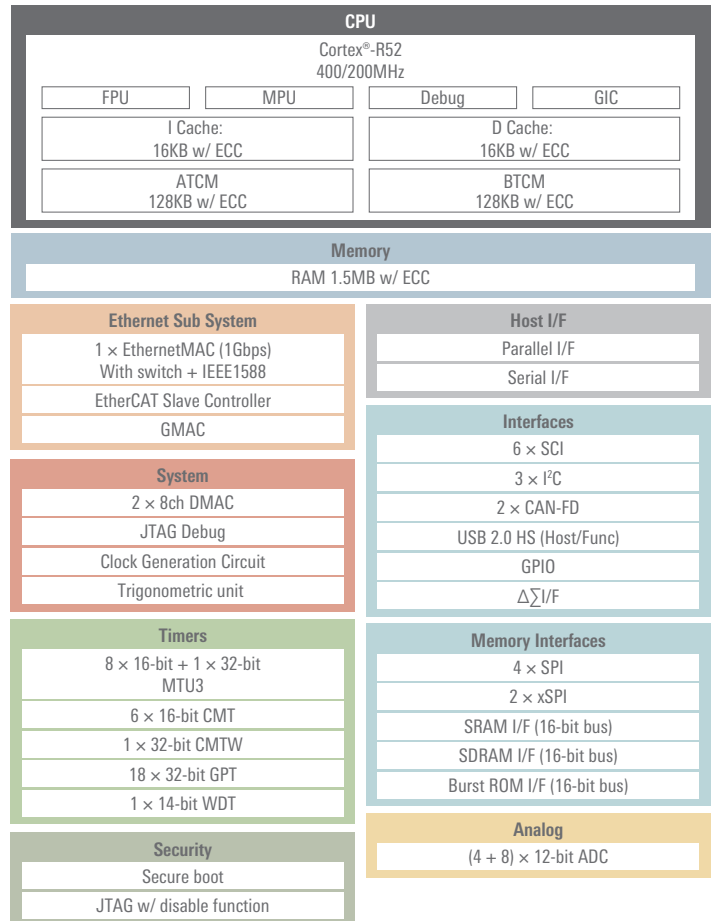 CPU
Cortex®-R52
400/200MHz
FPU
MPU
Debug
GIC
I Cache:
16KB w/ ECC
D Cache:
16KB w/ ECC
ATCM
128KB w/ ECC
BTCM
128KB w/ ECC
Memory
RAM 1.5MB w/ ECC
Ethernet Sub System
1 × EthernetMAC (1Gbps)
With switch + IEEE1588
EtherCAT Slave Controller
GMAC
System
2 × 8ch DMAC
JTAG Debug
Clock Generation Circuit
Trigonometric unit
Timers
8 × 16-bit + 1 × 32-bit
MTU3
6 × 16-bit CMT
1 × 32-bit CMTW
18 × 32-bit GPT
1 × 14-bit WDT
Security
Secure boot
JTAG w/ disable function
Host I/F
Parallel I/F
Serial I/F
Interfaces
6 × SCI
3 × I²C
2 × CAN-FD
USB 2.0 HS (Host/Func)
GPIO
Δ∑I/F
Memory Interfaces
4 × SPI
2 × xSPI
SRAM I/F (16-bit bus)
SDRAM I/F (16-bit bus)
Burst ROM I/F (16-bit bus)
Analog
(4 + 8) × 12-bit ADC